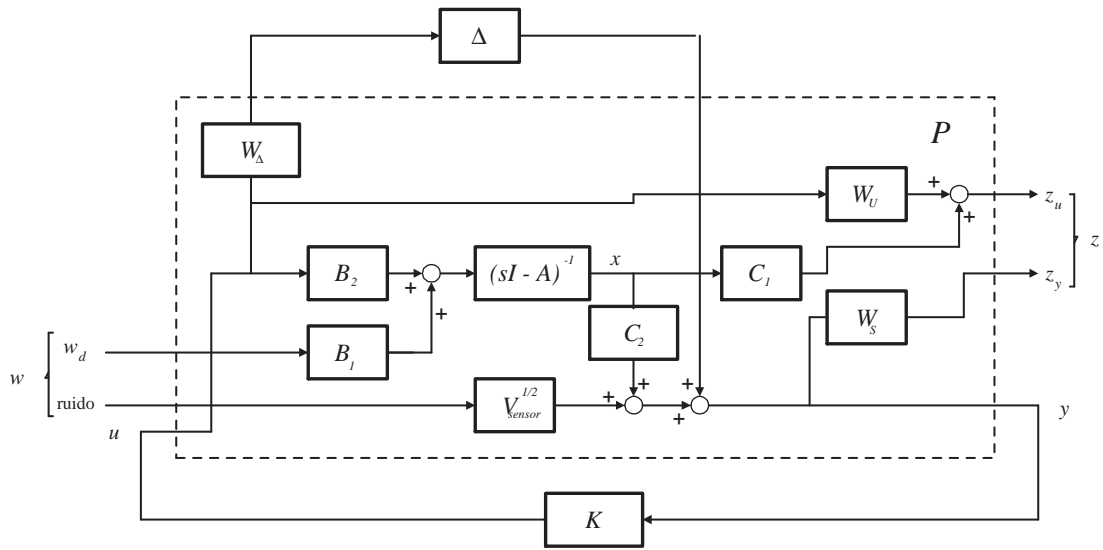 Δ
P
W_Δ
W_U
+
+
z_u
z
B_2
+
+
(sI - A)^-1
x
C_1
z_y
W_S
C_2
w
w_d
B_1
ruido
V_sensor^1/2
+
+
+
+
y
u
K